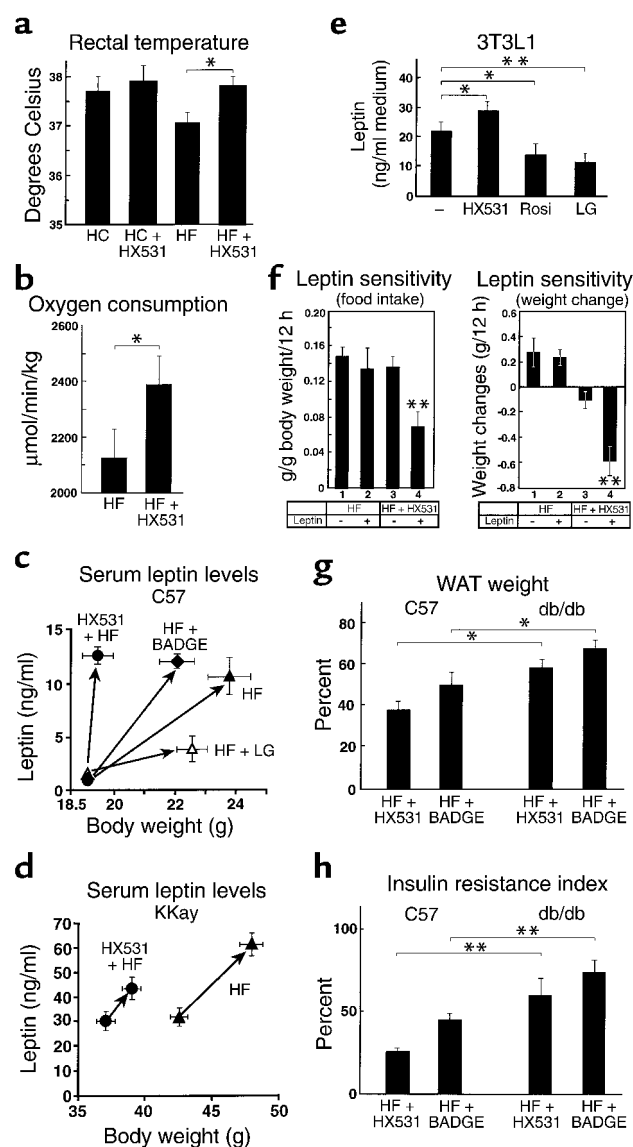 a
Rectal temperature
Degrees Celsius
38
37
36
35
*
HC
HC +
HX531
HF
HF +
HX531
b
Oxygen consumption
µmol/min/kg
2600
2400
2200
2000
*
HF
HF +
HX531
c
Serum leptin levels
C57
Leptin (ng/ml)
15
10
5
0
HX531
+ HF
HF +
BADGE
HF
HF + LG
18.5 20 22 24
Body weight (g)
d
Serum leptin levels
KKay
Leptin (ng/ml)
70
60
50
40
30
20
10
0
HX531
+ HF
HF
35 40 45 50
Body weight (g)
e
3T3L1
Leptin
(ng/ml medium)
40
30
20
10
0
**
*
*
– HX531 Rosi LG
f
Leptin sensitivity
(food intake)
g/g body weight/12 h
0.20
0.16
0.12
0.08
0.04
0
**
1 2 3 4
HF HF + HX531
Leptin - + - +
Leptin sensitivity
(weight change)
Weight changes (g/12 h)
0.6
0.4
0.2
0
-0.2
-0.4
-0.6
-0.8
**
1 2 3 4
HF HF + HX531
Leptin - + - +
g
WAT weight
C57 db/db
Percent
80
60
40
20
0
*
*
HF +
HX531
HF +
BADGE
HF +
HX531
HF +
BADGE
h
Insulin resistance index
C57 db/db
Percent
100
50
0
**
**
HF +
HX531
HF +
BADGE
HF +
HX531
HF +
BADGE